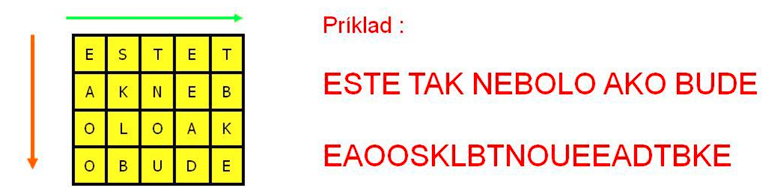 E S T E T
A K N E B
O L O A K
O B U D E
Príklad :
ESTE TAK NEBOLO AKO BUDE
EAOOSKLBTNOUEEADTBKE